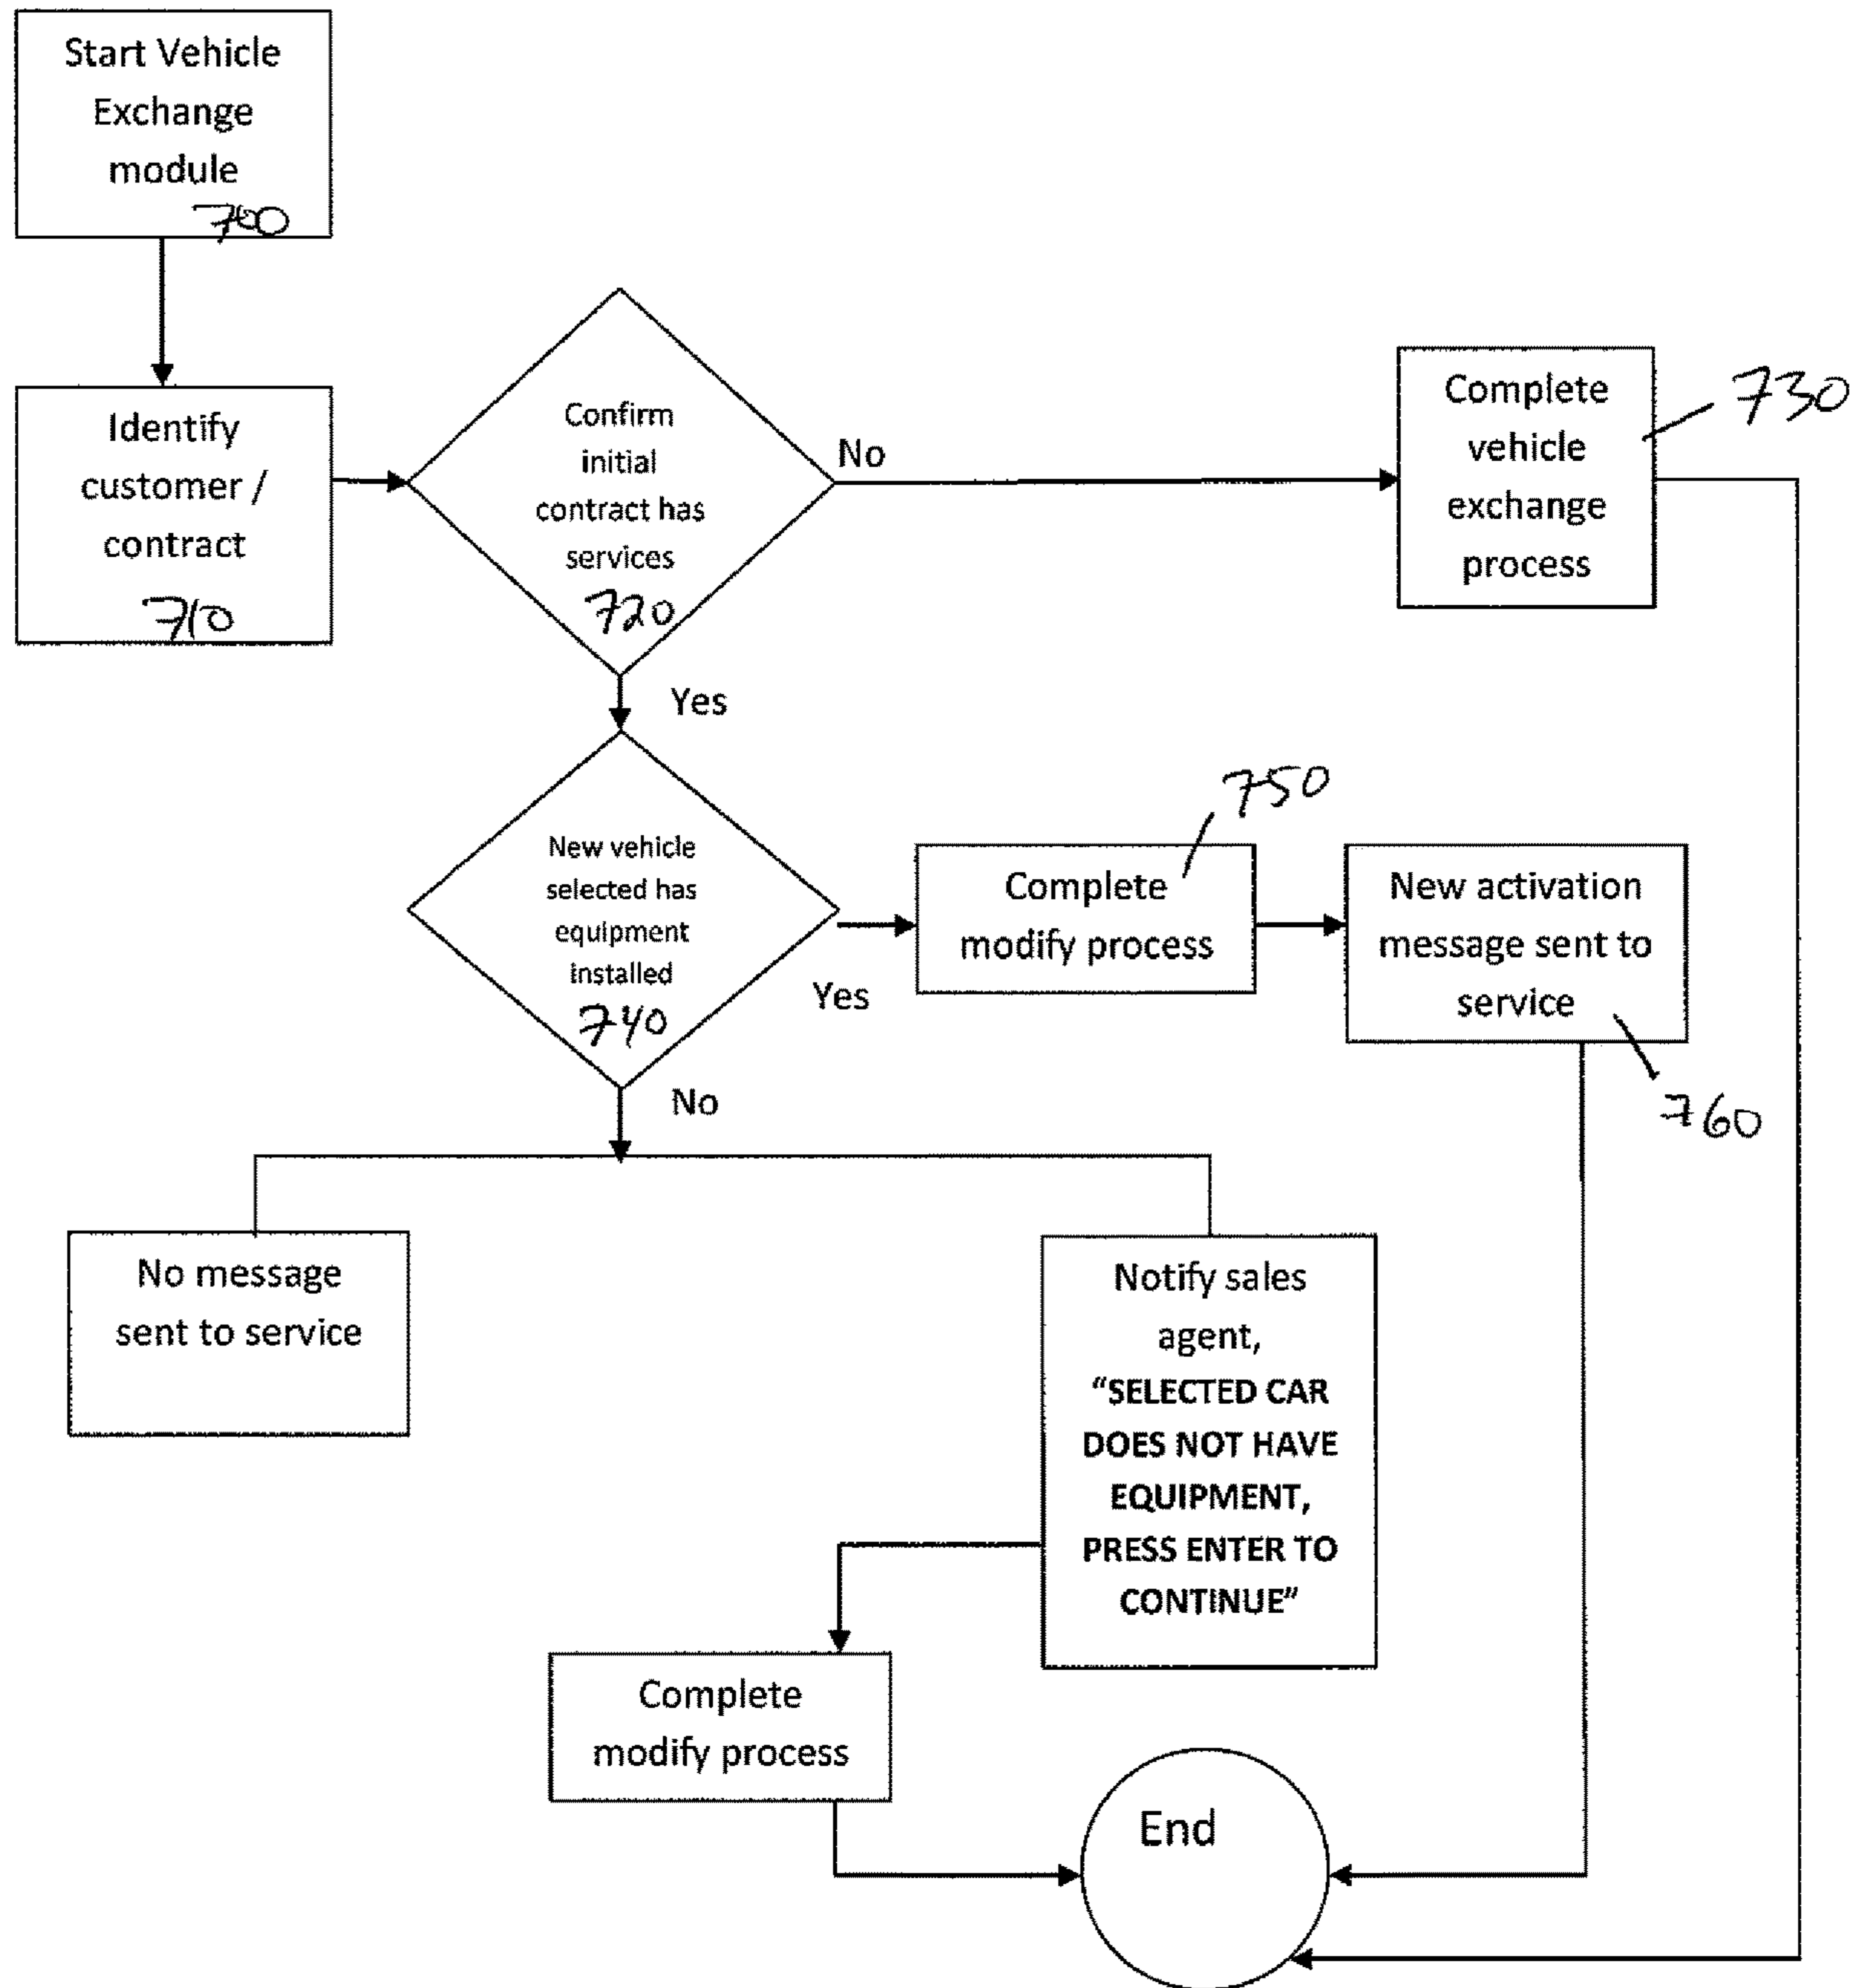 Start Vehicle
Exchange
module
700
Identify
customer /
contract
710
Confirm
initial
contract has
services
720
No
Complete
vehicle
exchange
process
730
Yes
New vehicle
selected has
equipment
installed
740
Yes
Complete
modify process
750
New activation
message sent to
service
760
No
No message
sent to service
Notify sales
agent,
“SELECTED CAR
DOES NOT HAVE
EQUIPMENT,
PRESS ENTER TO
CONTINUE”
Complete
modify process
End